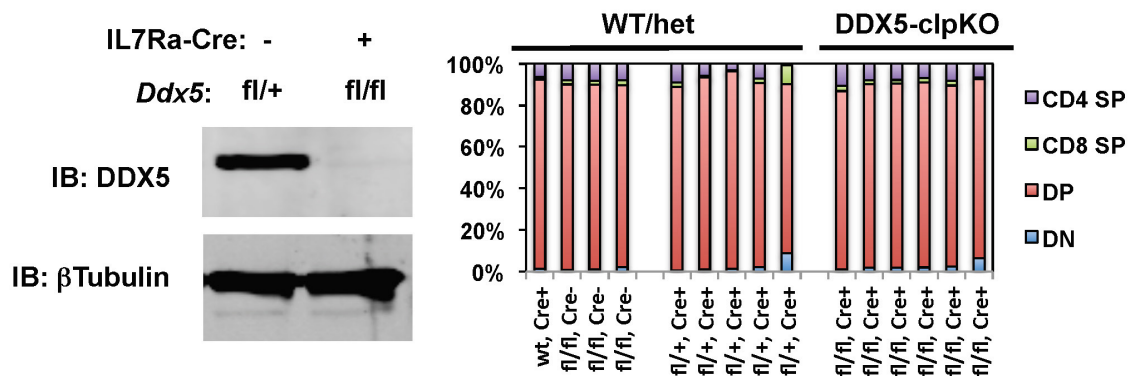 IL7Ra-Cre: - +
Ddx5: fl/+ fl/fl
IB: DDX5
IB: βTubulin
WT/het DDX5-clpKO
100%
80%
60%
40%
20%
0%
wt, Cre+
fl/fl, Cre-
fl/fl, Cre-
fl/fl, Cre-
fl/+, Cre+
fl/+, Cre+
fl/+, Cre+
fl/+, Cre+
fl/+, Cre+
fl/fl, Cre+
fl/fl, Cre+
fl/fl, Cre+
fl/fl, Cre+
fl/fl, Cre+
fl/fl, Cre+
CD4 SP
CD8 SP
DP
DN